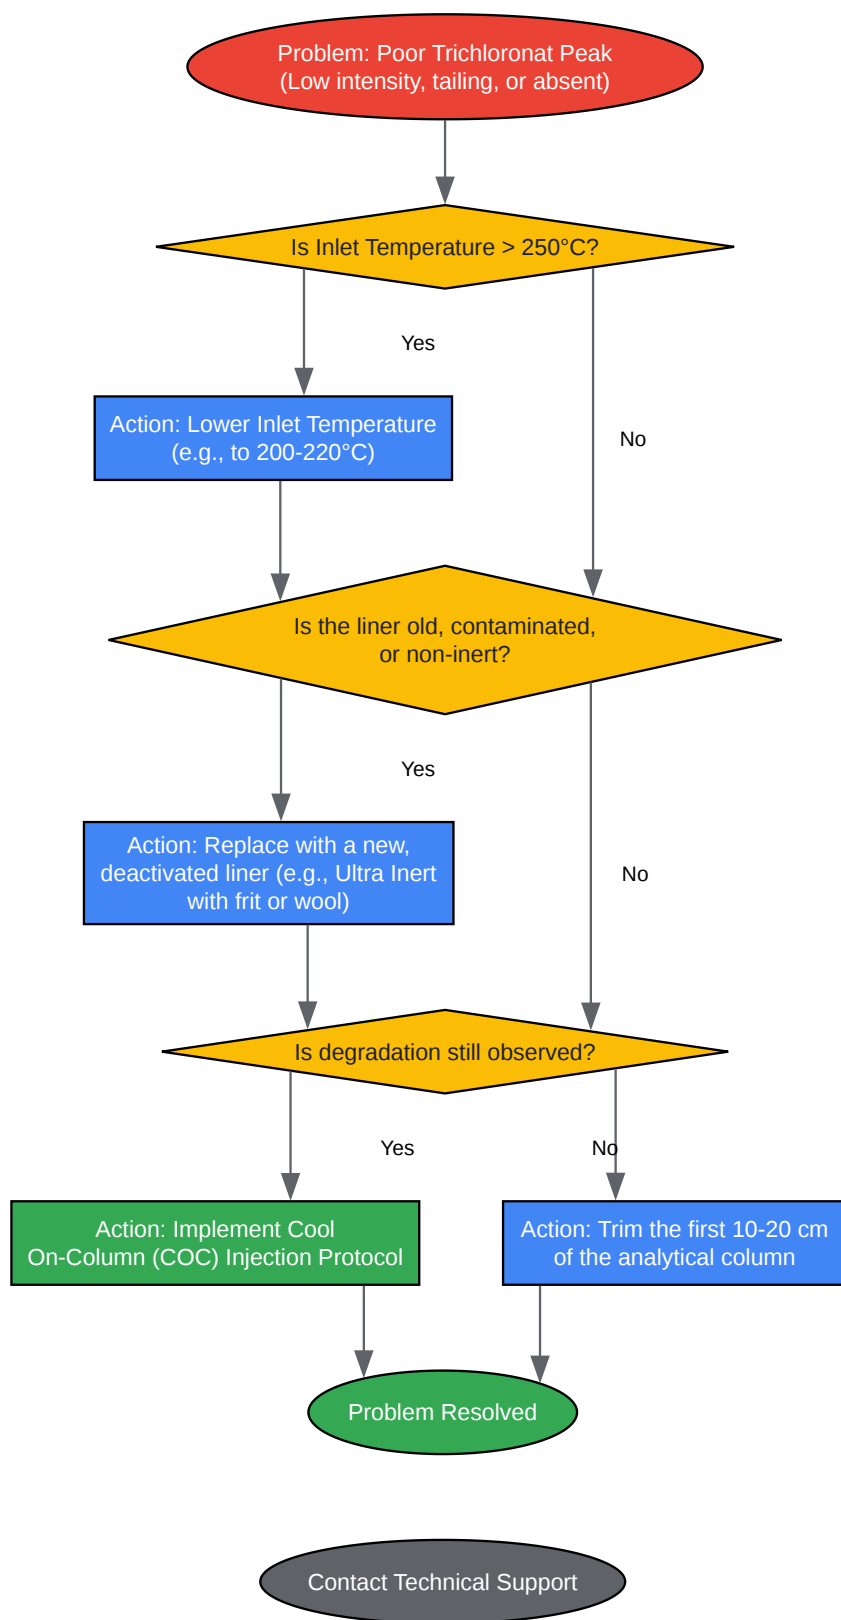 Problem: Poor Trichloronat Peak
(Low intensity, tailing, or absent)
Is Inlet Temperature > 250°C?
Yes
Action: Lower Inlet Temperature
(e.g., to 200-220°C)
No
Is the liner old, contaminated,
or non-inert?
Yes
Action: Replace with a new,
deactivated liner (e.g., Ultra Inert
with frit or wool)
No
Is degradation still observed?
Yes
No
Action: Implement Cool
On-Column (COC) Injection Protocol
Action: Trim the first 10-20 cm
of the analytical column
Problem Resolved
Contact Technical Support